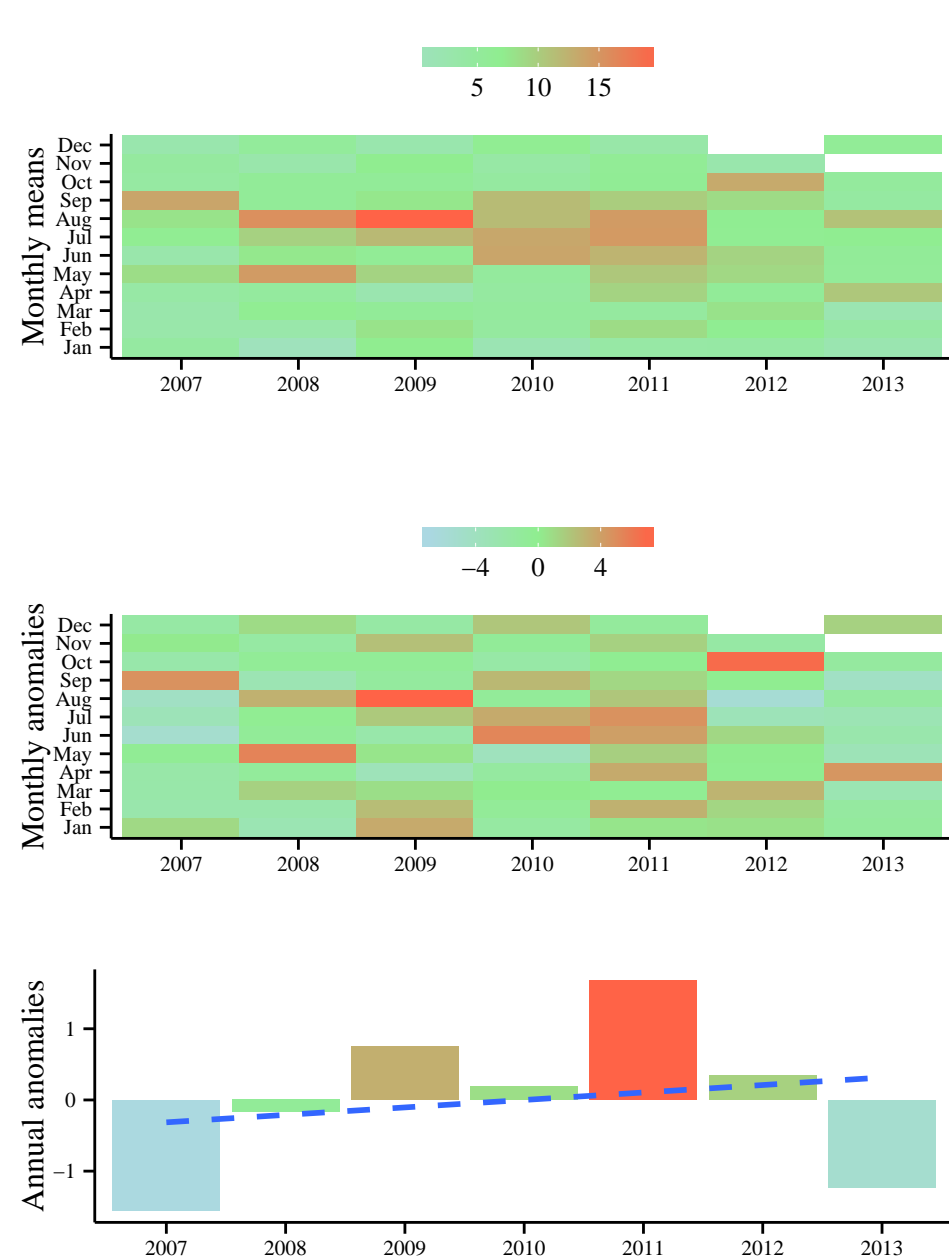 5 10 15
Monthly means
Dec
Nov
Oct
Sep
Aug
Jul
Jun
May
Apr
Mar
Feb
Jan
2007 2008 2009 2010 2011 2012 2013
−4 0 4
Monthly anomalies
Dec
Nov
Oct
Sep
Aug
Jul
Jun
May
Apr
Mar
Feb
Jan
2007 2008 2009 2010 2011 2012 2013
Annual anomalies
1
0
−1
2007 2008 2009 2010 2011 2012 2013